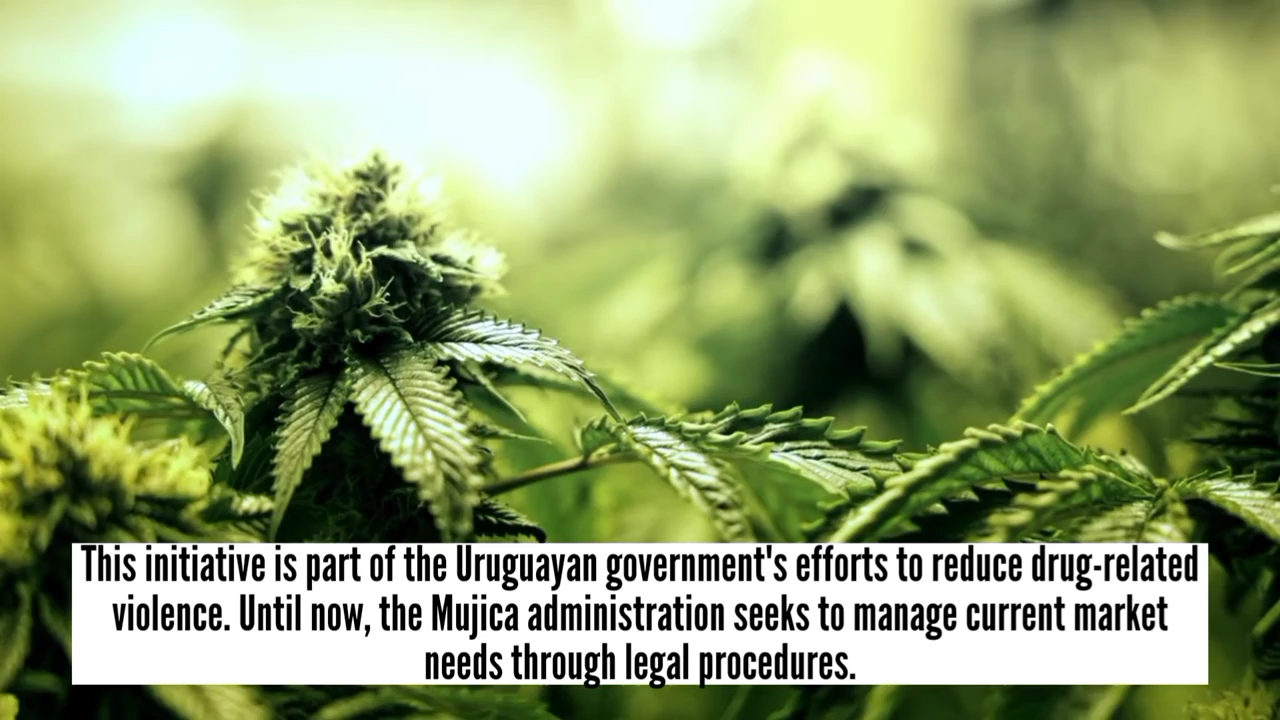 This initiative is part of the Uruguayan government's efforts to reduce drug-related
violence. Until now, the Mujica administration seeks to manage current market
needs through legal procedures.